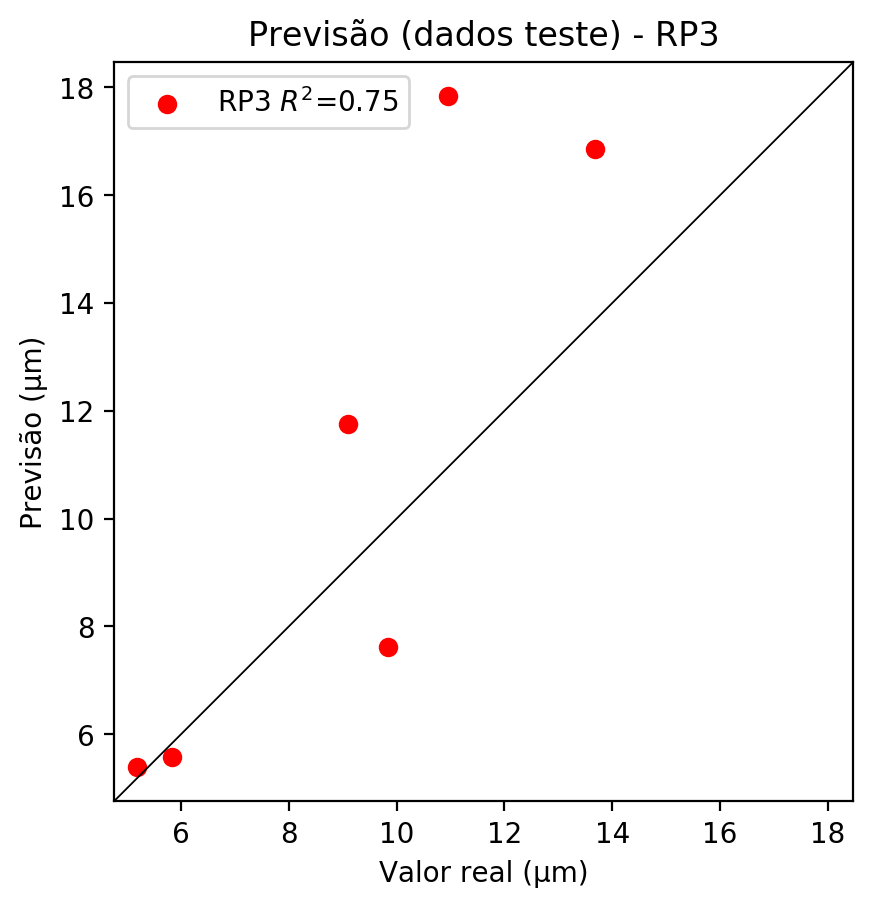 Previsão (dados teste) - RP3
RP3 R²=0.75
Previsão (μm)
18
16
14
12
10
8
6
6 8 10 12 14 16 18
Valor real (μm)